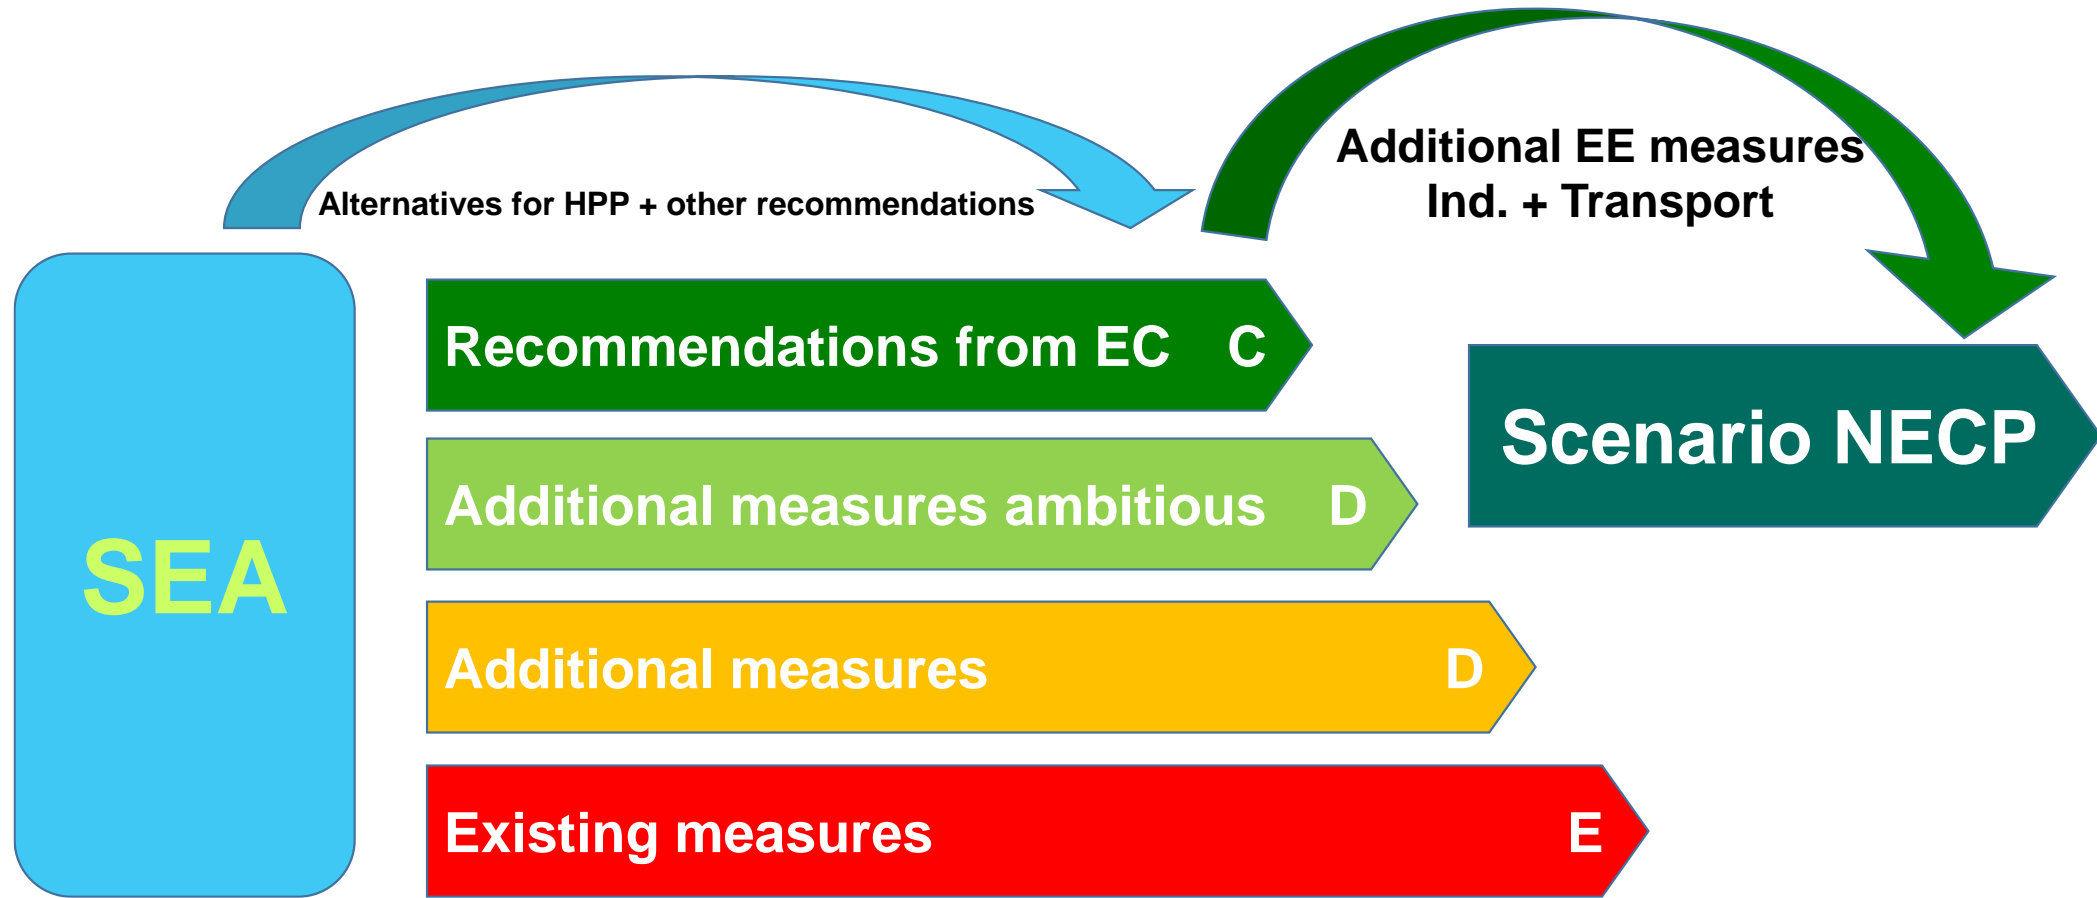 Additional EE measures
Ind. + Transport
Alternatives for HPP + other recommendations
SEA
Recommendations from EC C
Additional measures ambitious D
Additional measures D
Existing measures E
Scenario NECP